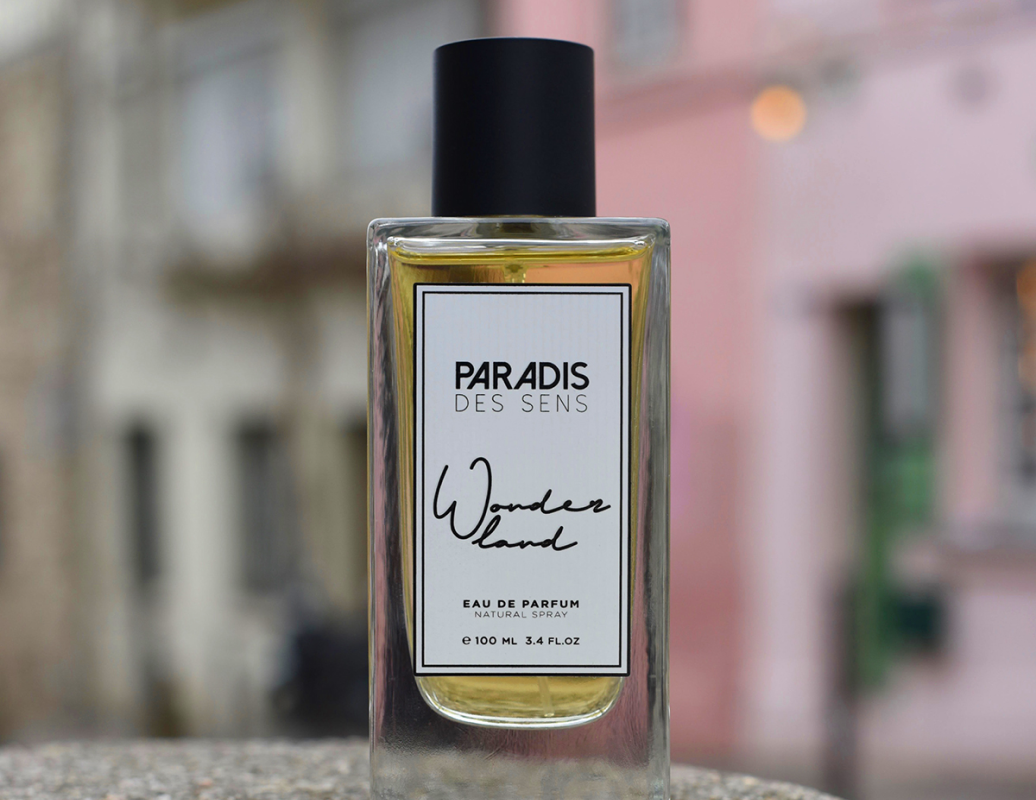 PARADIS
DES SENS
Wonder
land
EAU DE PARFUM
NATURAL SPRAY
℮ 100 ML 3.4 FL.OZ